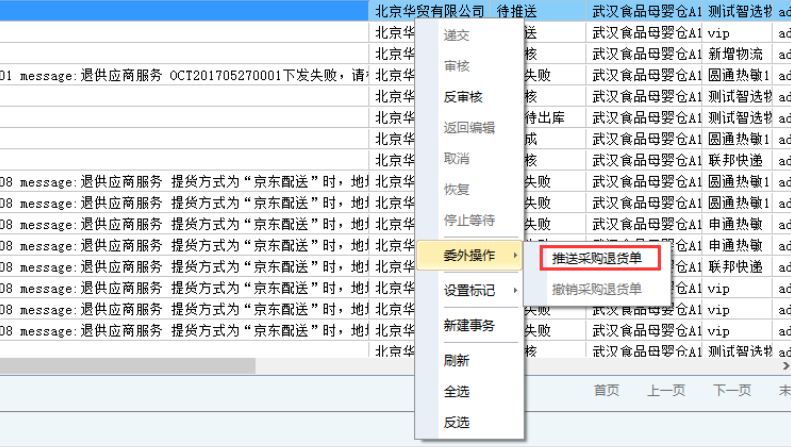 北京华贸有限公司 待推送 武汉食品母婴仓A1 测试智选物 ad
北京华 送 武汉食品母婴仓A1 vip ad
北京华 核 武汉食品母婴仓A1 新增物流 ad
01 message:退供应商服务 OCT201705270001下发失败，请 北京华 失败 武汉食品母婴仓A1 圆通热敏1 ad
北京华 核 武汉食品母婴仓A1 测试智选物 ad
北京华 待出库 武汉食品母婴仓A1 测试智选物 ad
北京华 成 武汉食品母婴仓A1 圆通热敏1 ad
北京华 核 武汉食品母婴仓A1 联邦快递 ad
08 message:退供应商服务 提货方式为“京东配送”时，地 北京华 失败 武汉食品母婴仓A1 圆通热敏1 ad
08 message:退供应商服务 提货方式为“京东配送”时，地 北京华 失败 武汉食品母婴仓A1 圆通热敏1 ad
08 message:退供应商服务 提货方式为“京东配送”时，地 北京华 失败 武汉食品母婴仓A1 申通热敏 ad
08 message:退供应商服务 提货方式为“京东配送”时，地 北京华 失败 武汉食品母婴仓A1 申通热敏 ad
08 message:退供应商服务 提货方式为“京东配送”时，地 北京华 联邦快递 ad
08 message:退供应商服务 提货方式为“京东配送”时，地 北京华 vip ad
08 message:退供应商服务 提货方式为“京东配送”时，地 北京华 失败 武汉食品母婴仓A1 vip ad
08 message:退供应商服务 提货方式为“京东配送”时，地 北京华 失败 武汉食品母婴仓A1 vip ad
北京华 核 武汉食品母婴仓A1 测试智选物 ad
递交
审核
反审核
返回编辑
取消
恢复
停止等待
委外操作
推送采购退货单
撤销采购退货单
设置标记
新建事务
刷新
全选
反选
首页 上一页 下一页 末